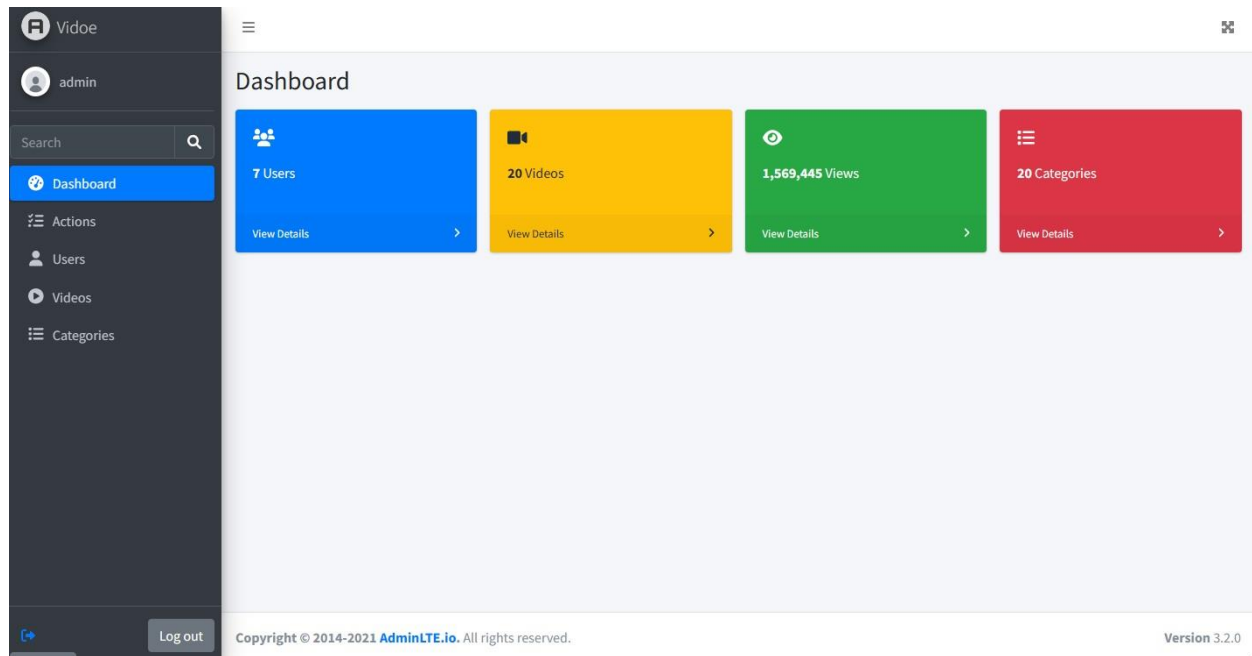 Vidoe
admin
Search
Dashboard
Actions
Users
Videos
Categories
Log out
Dashboard
7 Users
View Details
20 Videos
View Details
1,569,445 Views
View Details
20 Categories
View Details
Copyright © 2014-2021 AdminLTE.io. All rights reserved.
Version 3.2.0